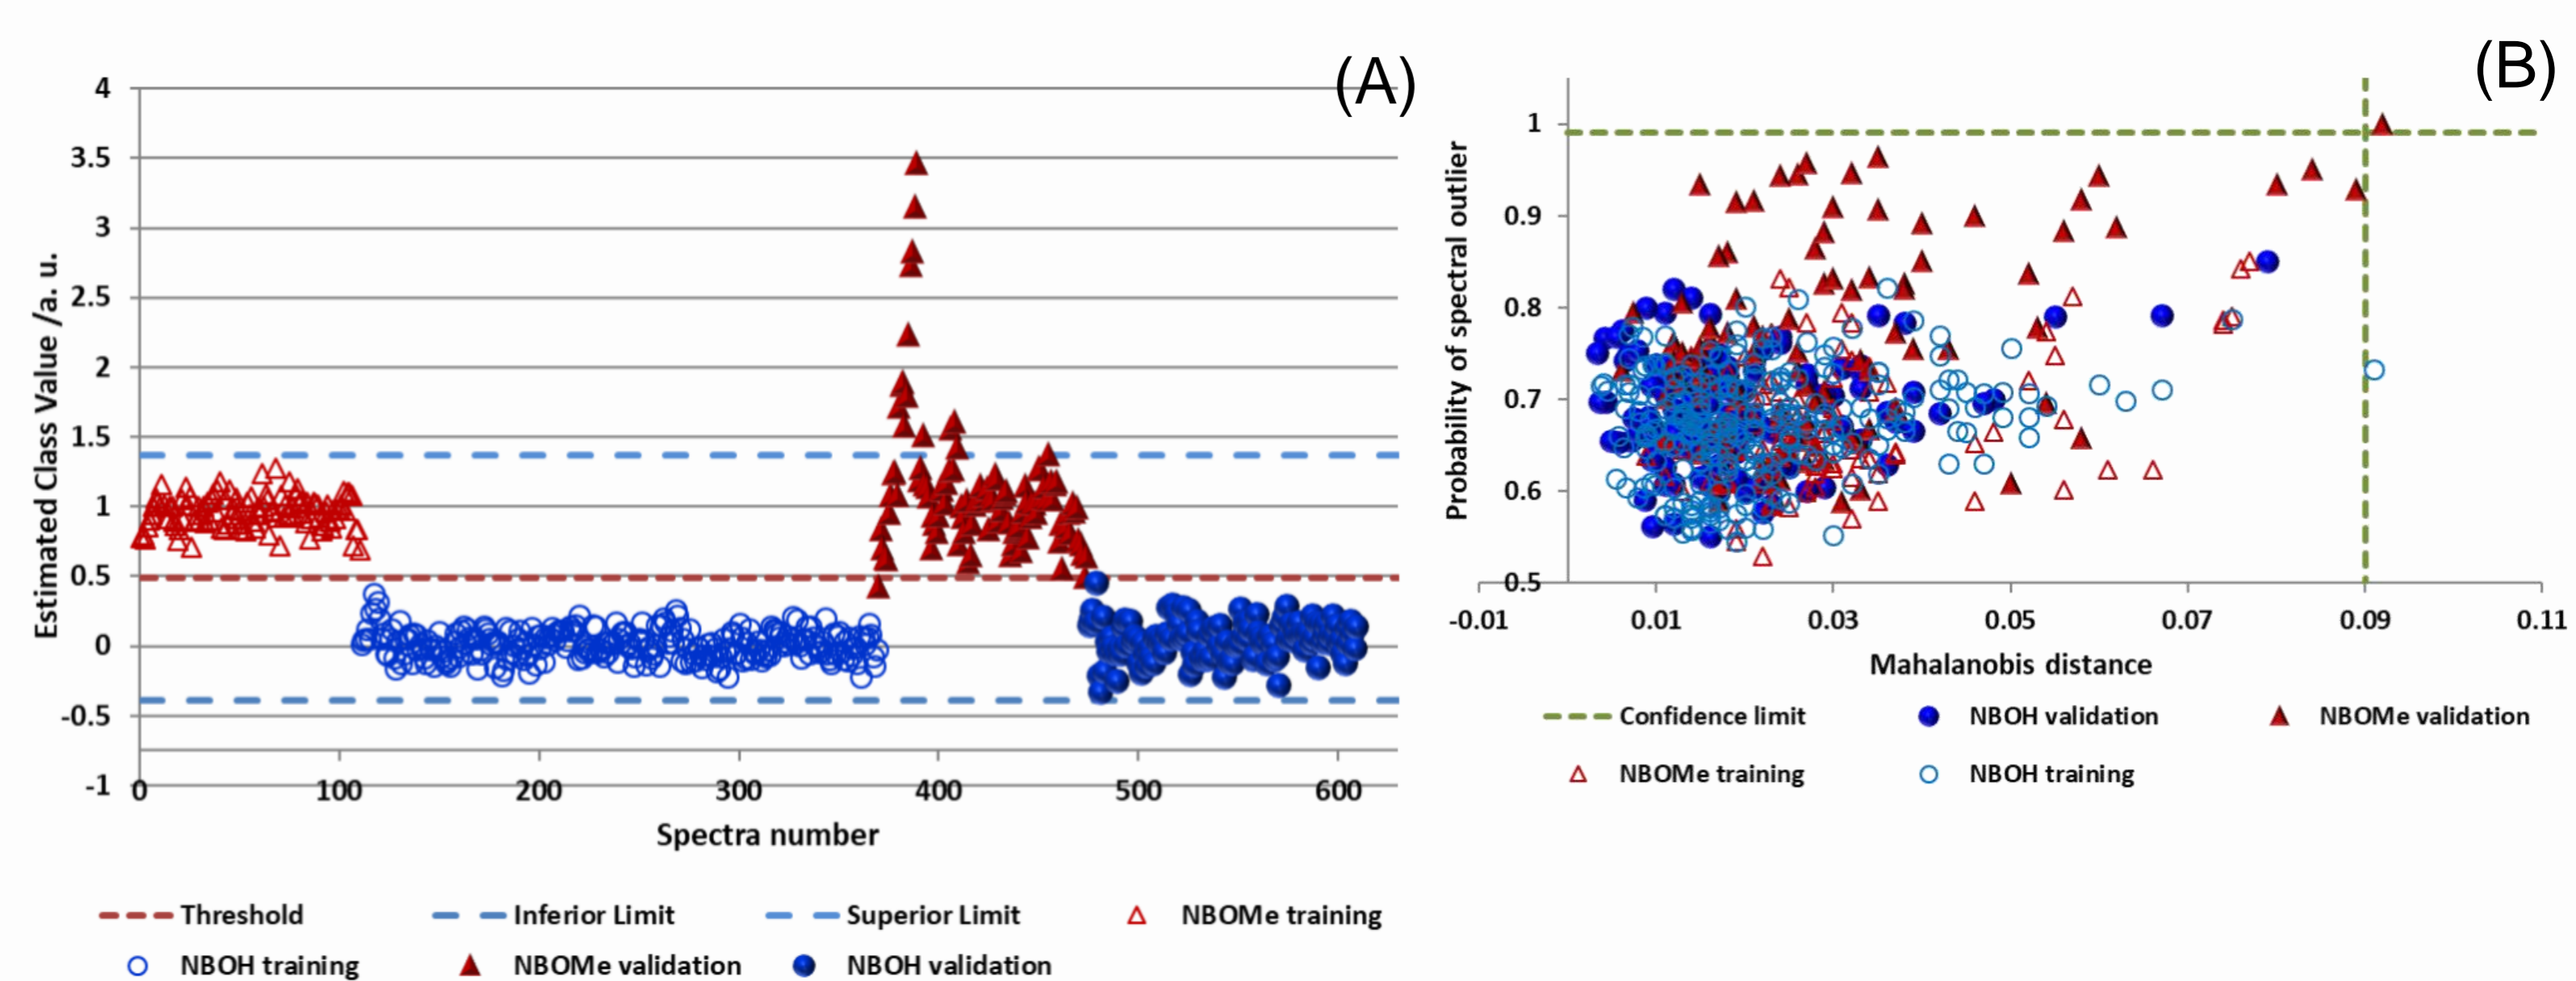 (A)
4
3.5
3
2.5
2
1.5
1
0.5
0
-0.5
-1
Estimated Class Value /a. u.
0 100 200 300 400 500 600
Spectra number
Threshold Inferior Limit Superior Limit NBOMe training
NBOH training NBOMe validation NBOH validation
(B)
1
0.9
0.8
0.7
0.6
0.5
Probability of spectral outlier
-0.01 0.01 0.03 0.05 0.07 0.09 0.11
Mahalanobis distance
Confidence limit NBOH validation NBOMe validation
NBOMe training NBOH training